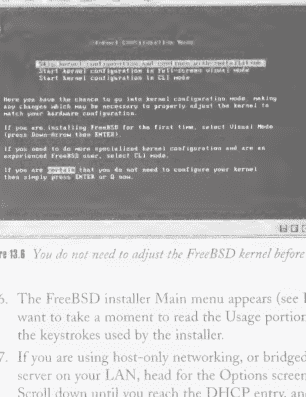 Kernel Configuration Menu
Skip kernel configuration and continue with installation
Start kernel configuration in full-screen visual mode
Start kernel configuration in CLI mode
Here you have the chance to go into kernel configuration mode, making
any changes which may be necessary to properly adjust the kernel to
match your hardware configuration.
If you are installing FreeBSD for the first time, select Visual Mode
(press Down-Arrow then ENTER).
If you need to do more specialized kernel configuration and are an
experienced FreeBSD user, select CLI mode.
If you are certain that you do not need to configure your kernel
then simply press ENTER or Q now.
re 13.6 You do not need to adjust the FreeBSD kernel before
6. The FreeBSD installer Main menu appears (see
want to take a moment to read the Usage portion
the keystrokes used by the installer.
7. If you are using host-only networking, or bridged
server on your LAN, head for the Options screen
Scroll down until you reach the DHCP entry, and